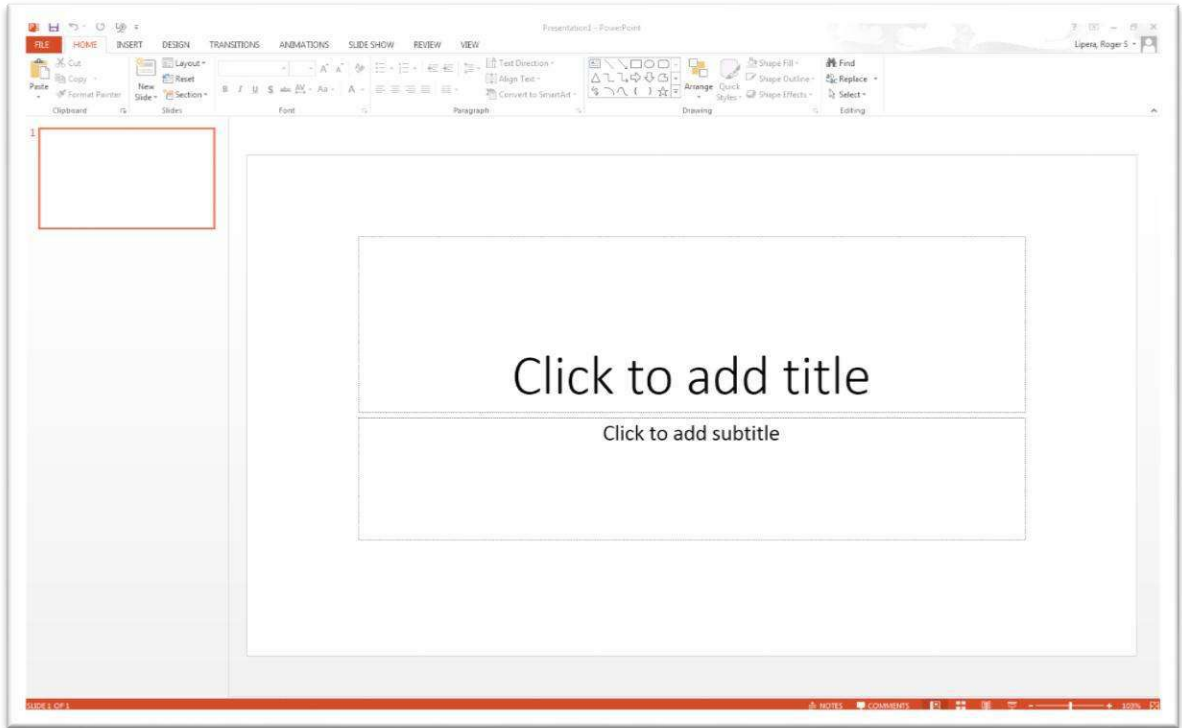 Presentation1 - PowerPoint
FILE HOME INSERT DESIGN TRANSITIONS ANIMATIONS SLIDE SHOW REVIEW VIEW
Lipera, Roger S
Paste
Cut
Copy
Format Painter
Clipboard
New Slide
Layout
Reset
Section
Slides
B I U S abc AV Aa A
Font
Paragraph
Text Direction
Align Text
Convert to SmartArt
Arrange
Quick Styles
Shape Fill
Shape Outline
Shape Effects
Drawing
Find
Replace
Select
Editing
1
Click to add title
Click to add subtitle
SLIDE 1 OF 1
NOTES COMMENTS 103%